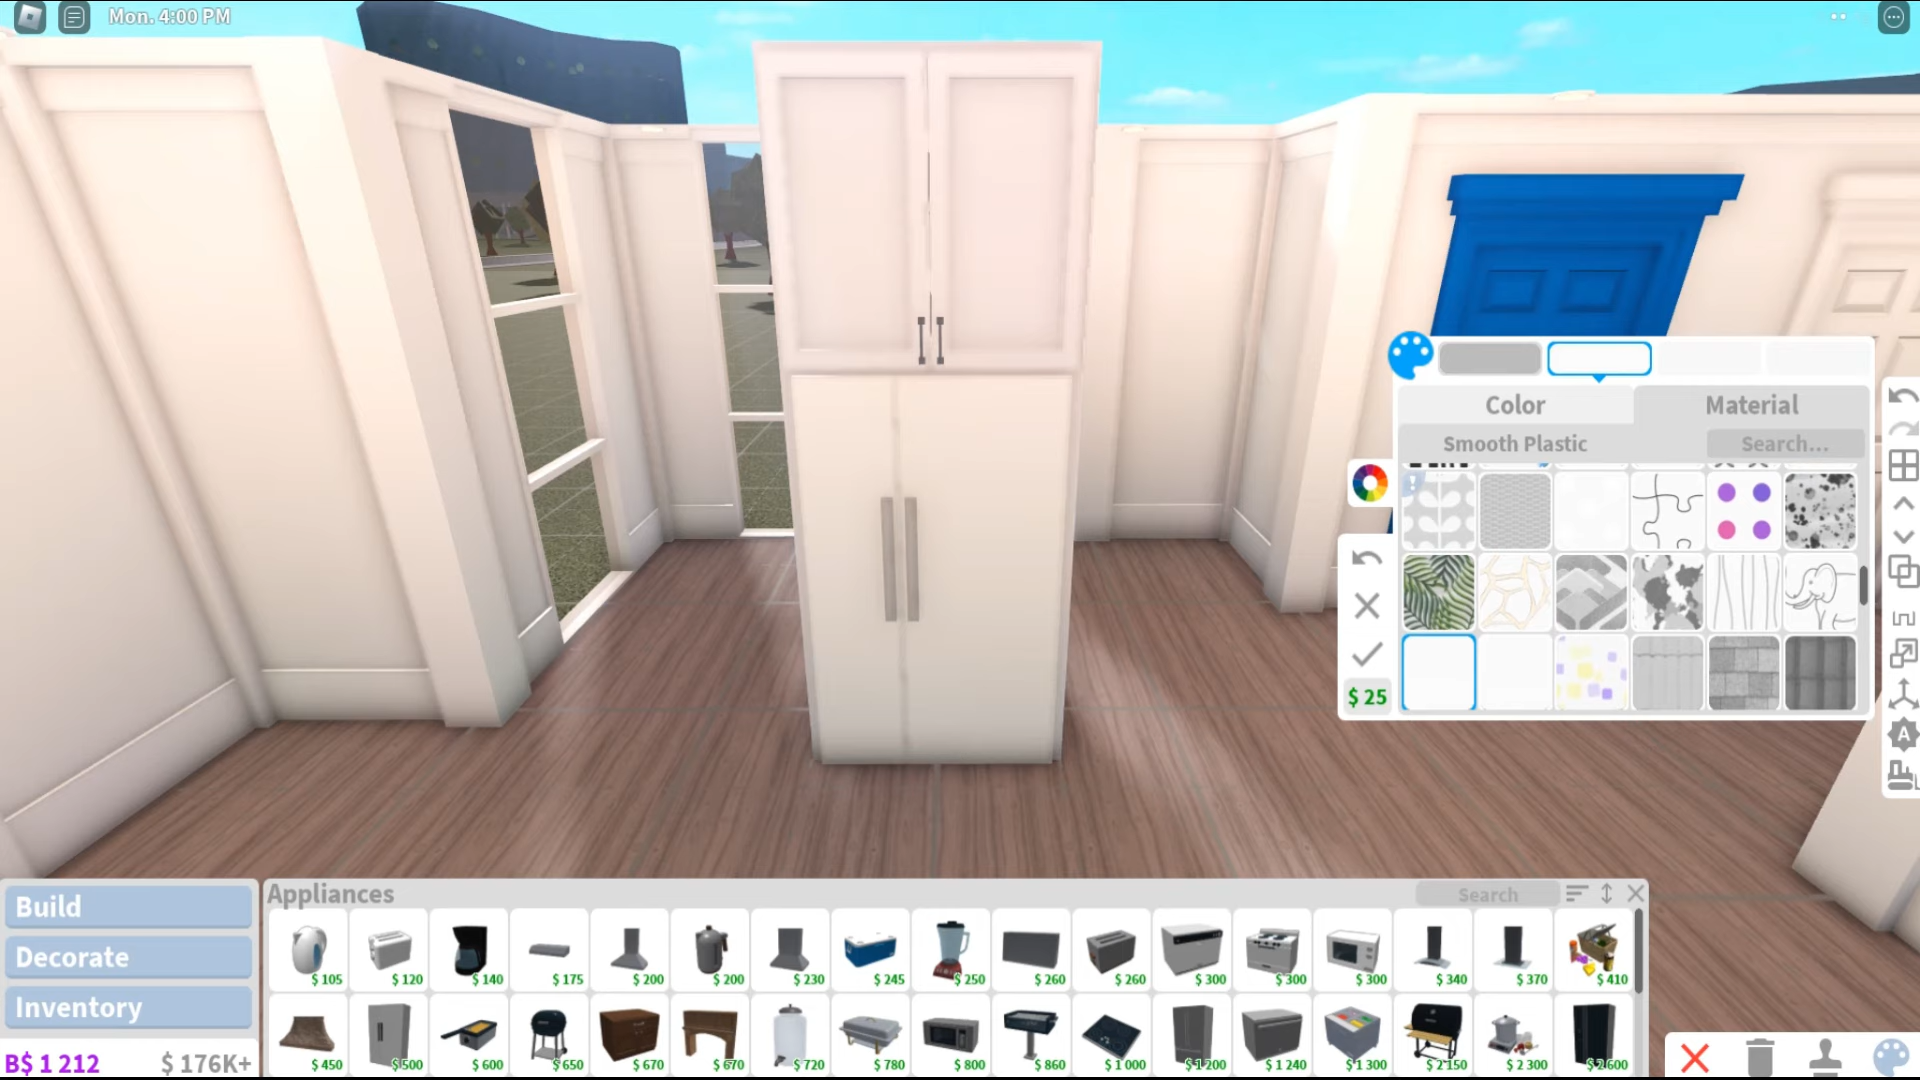 Mon. 4:00 PM
Color
Material
Smooth Plastic
Search...
$ 25
A
Build
Decorate
Inventory
B$ 1 212
$ 176K+
Appliances
Search
$ 105
$ 120
$ 140
$ 175
$ 200
$ 200
$ 230
$ 245
$ 250
$ 260
$ 260
$ 300
$ 300
$ 300
$ 340
$ 370
$ 410
$ 450
$ 500
$ 600
$ 650
$ 670
$ 670
$ 720
$ 780
$ 800
$ 860
$ 1 000
$ 1 200
$ 1 240
$ 1 300
$ 2 150
$ 2 300
$ 2 600